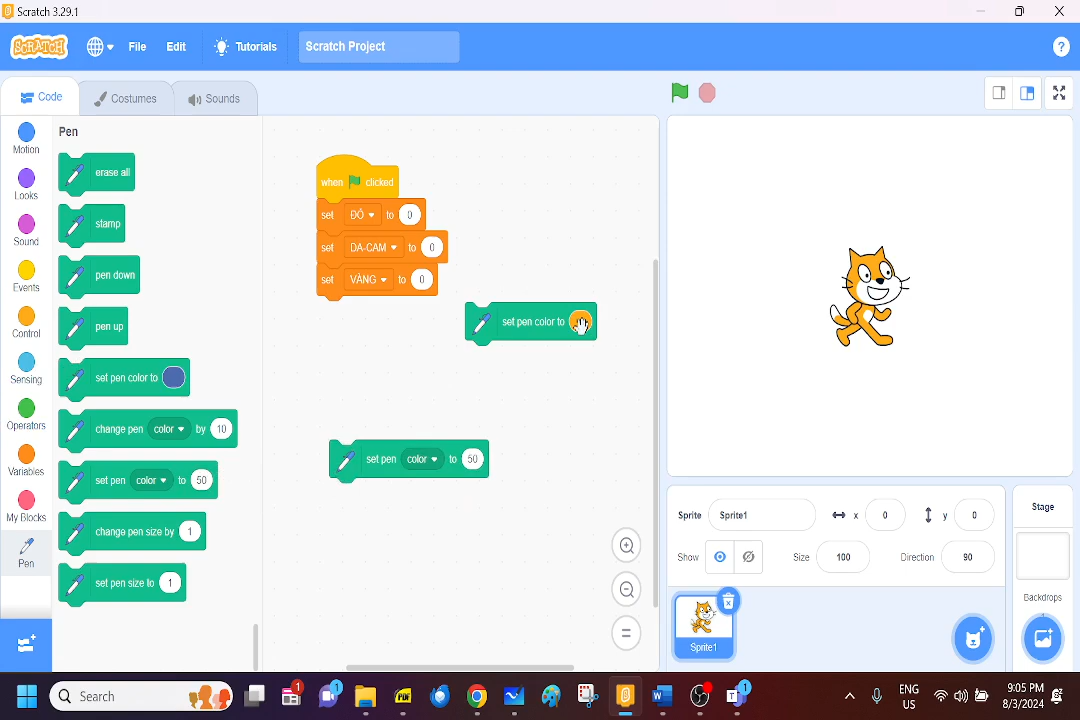 Scratch 3.29.1
SCRATCH
File
Edit
Tutorials
Scratch Project
?
Code
Costumes
Sounds
Motion
Looks
Sound
Events
Control
Sensing
Operators
Variables
My Blocks
Pen
Pen
erase all
stamp
pen down
pen up
set pen color to
change pen color by 10
set pen color to 50
change pen size by 1
set pen size to 1
when clicked
set ĐỎ to 0
set DA-CAM to 0
set VÀNG to 0
set pen color to
set pen color to 50
Sprite
Sprite1
x
0
y
0
Show
Size
100
Direction
90
Sprite1
Stage
Backdrops
1
Search
1
1
PDF
1
ENG
US
9:05 PM
8/3/2024